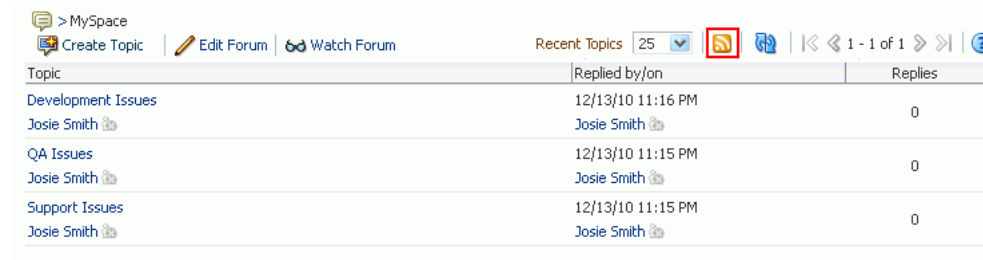 > MySpace
Create Topic Edit Forum Watch Forum Recent Topics 25 1 - 1 of 1
Topic Replied by/on Replies
Development Issues 12/13/10 11:16 PM
0
Josie Smith Josie Smith
QA Issues 12/13/10 11:15 PM
0
Josie Smith Josie Smith
Support Issues 12/13/10 11:15 PM
0
Josie Smith Josie Smith